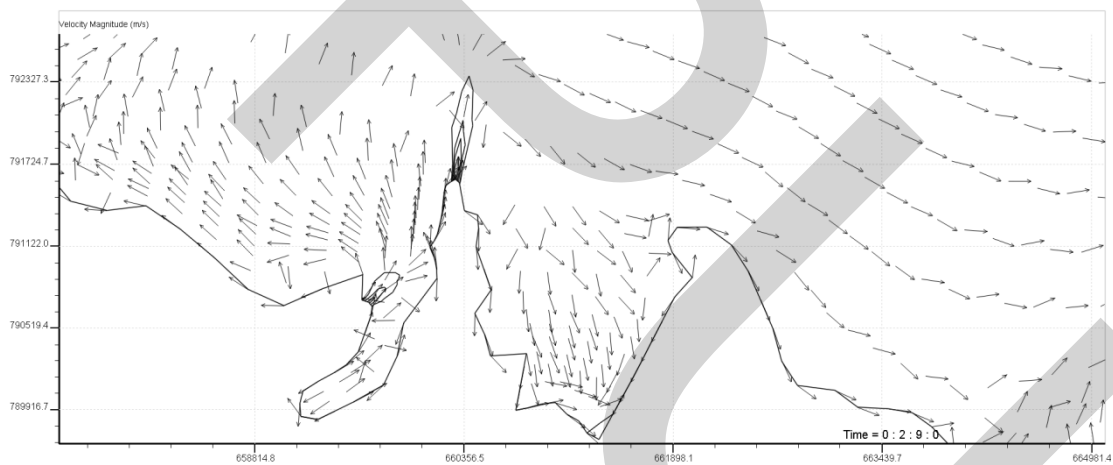 Velocity Magnitude (m/s)
792327.3
791724.7
791122.0
790519.4
789916.7
Time = 0 : 2 : 9 : 0
658814.8 660356.5 661898.1 663439.7 664981.4